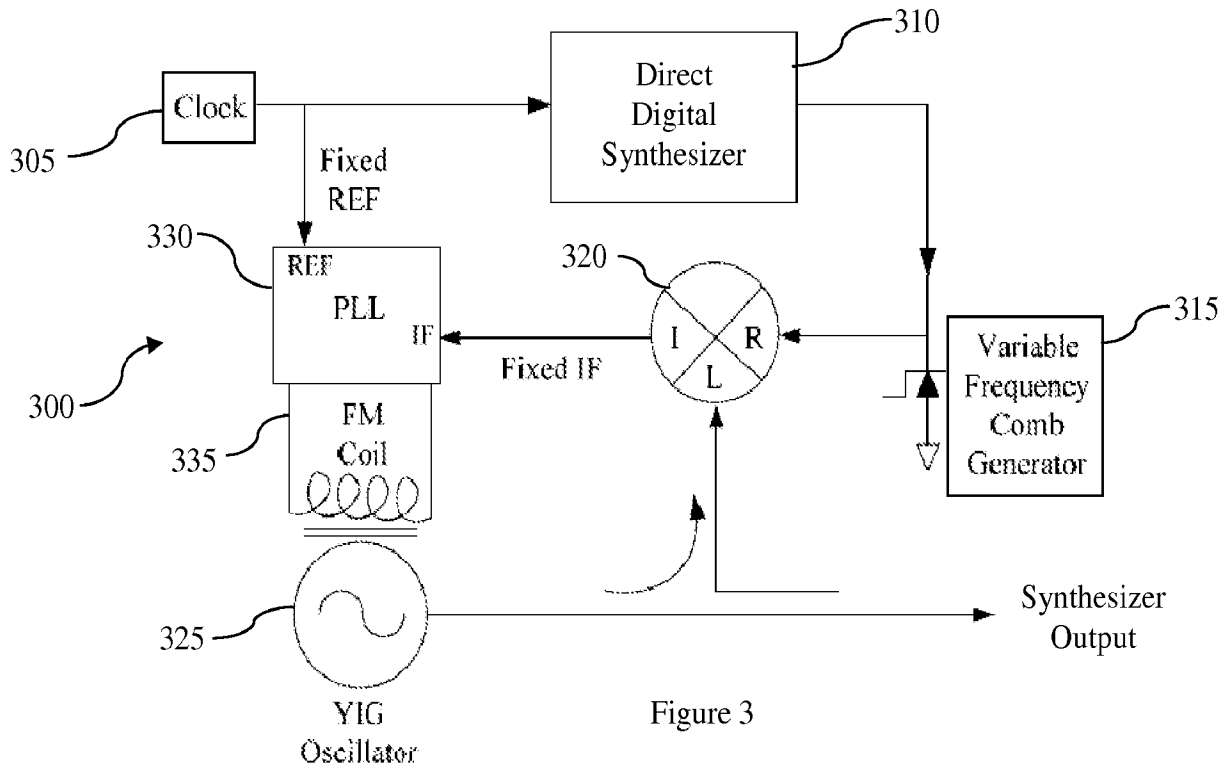 310
Direct
Digital
Synthesizer
Clock
305
Fixed
REF
330
REF
PLL
IF
320
I
R
L
315
Variable
Frequency
Comb
Generator
Fixed IF
300
335
FM
Coil
325
Synthesizer
Output
YIG
Oscillator
Figure 3